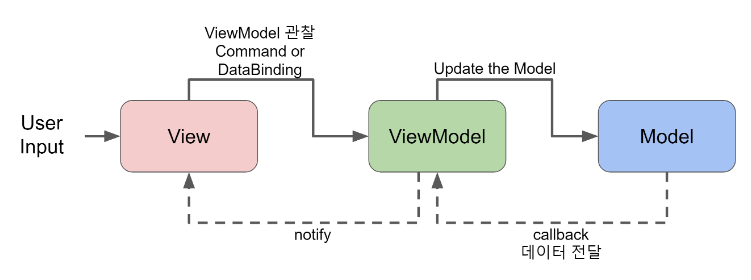 ViewModel 관찰
Command or
DataBinding
Update the Model
User
Input
View
ViewModel
Model
notify
callback
데이터 전달